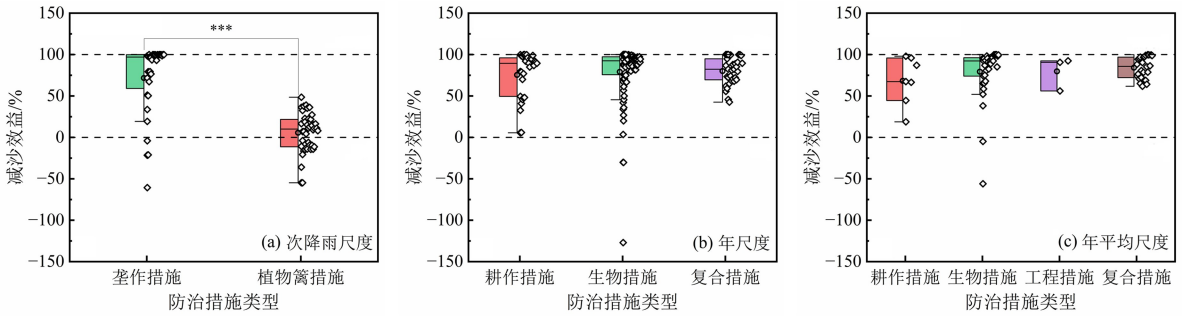 150
100
50
0
−50
−100
−150
减沙效益/%
***
(a) 次降雨尺度
垄作措施
植物篱措施
防治措施类型
150
100
50
0
−50
−100
−150
减沙效益/%
(b) 年尺度
耕作措施
生物措施
复合措施
防治措施类型
150
100
50
0
−50
−100
−150
减沙效益/%
(c) 年平均尺度
耕作措施
生物措施
工程措施
复合措施
防治措施类型